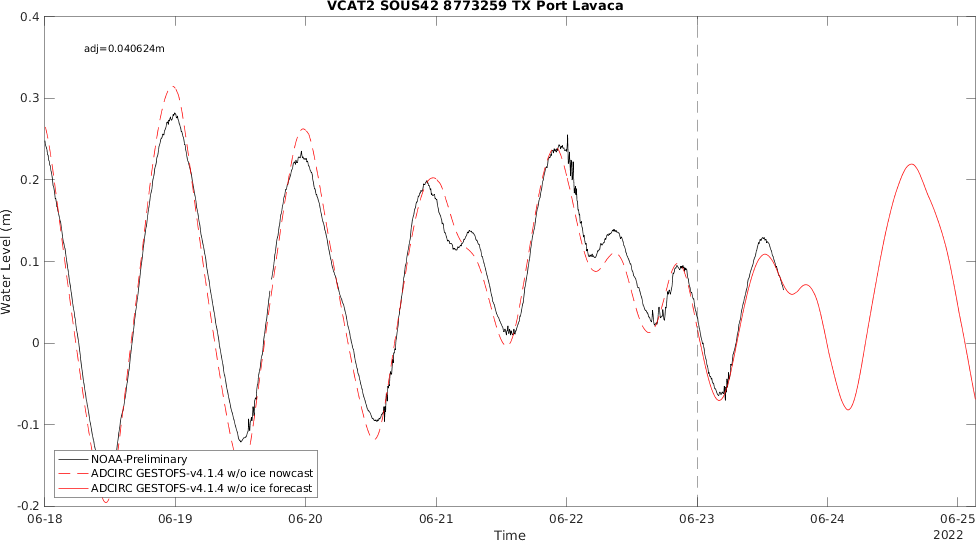 VCAT2 SOUS42 8773259 TX Port Lavaca
0.4
adj=0.040624m
0.3
0.2
0.1
0
-0.1
-0.2
Water Level (m)
NOAA-Preliminary
ADCIRC GESTOFS-v4.1.4 w/o ice nowcast
ADCIRC GESTOFS-v4.1.4 w/o ice forecast
06-18 06-19 06-20 06-21 06-22 06-23 06-24 06-25
Time
2022